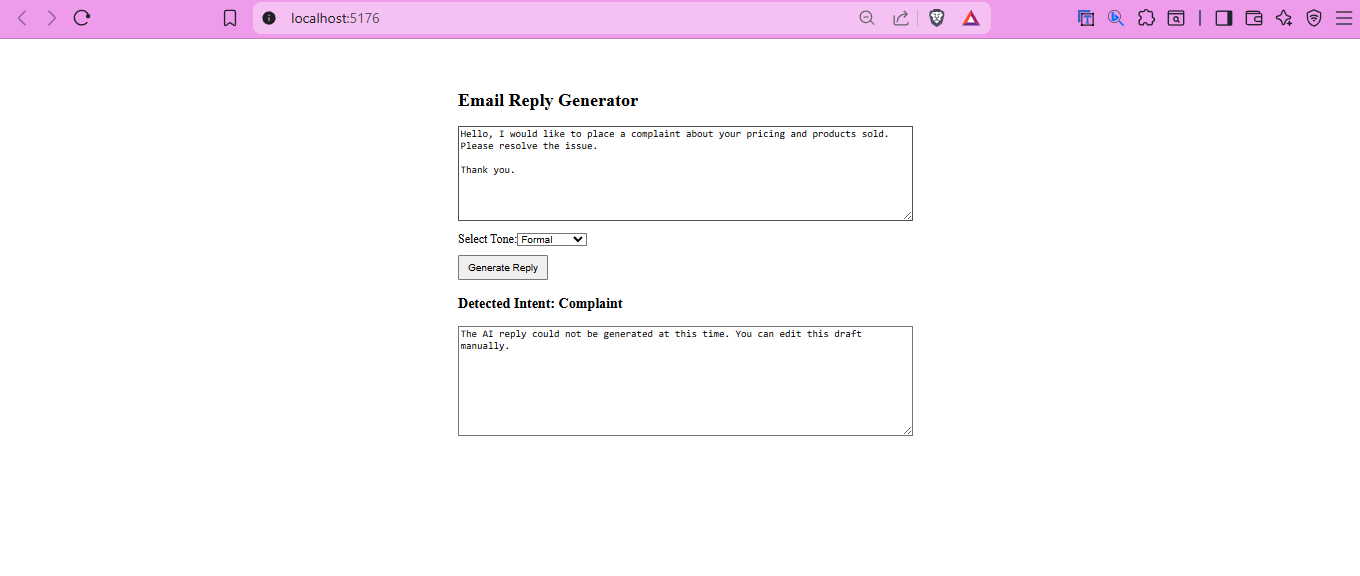 localhost:5176
Email Reply Generator
Hello, I would like to place a complaint about your pricing and products sold.
Please resolve the issue.
Thank you.
Select Tone: Formal
Generate Reply
Detected Intent: Complaint
The AI reply could not be generated at this time. You can edit this draft
manually.